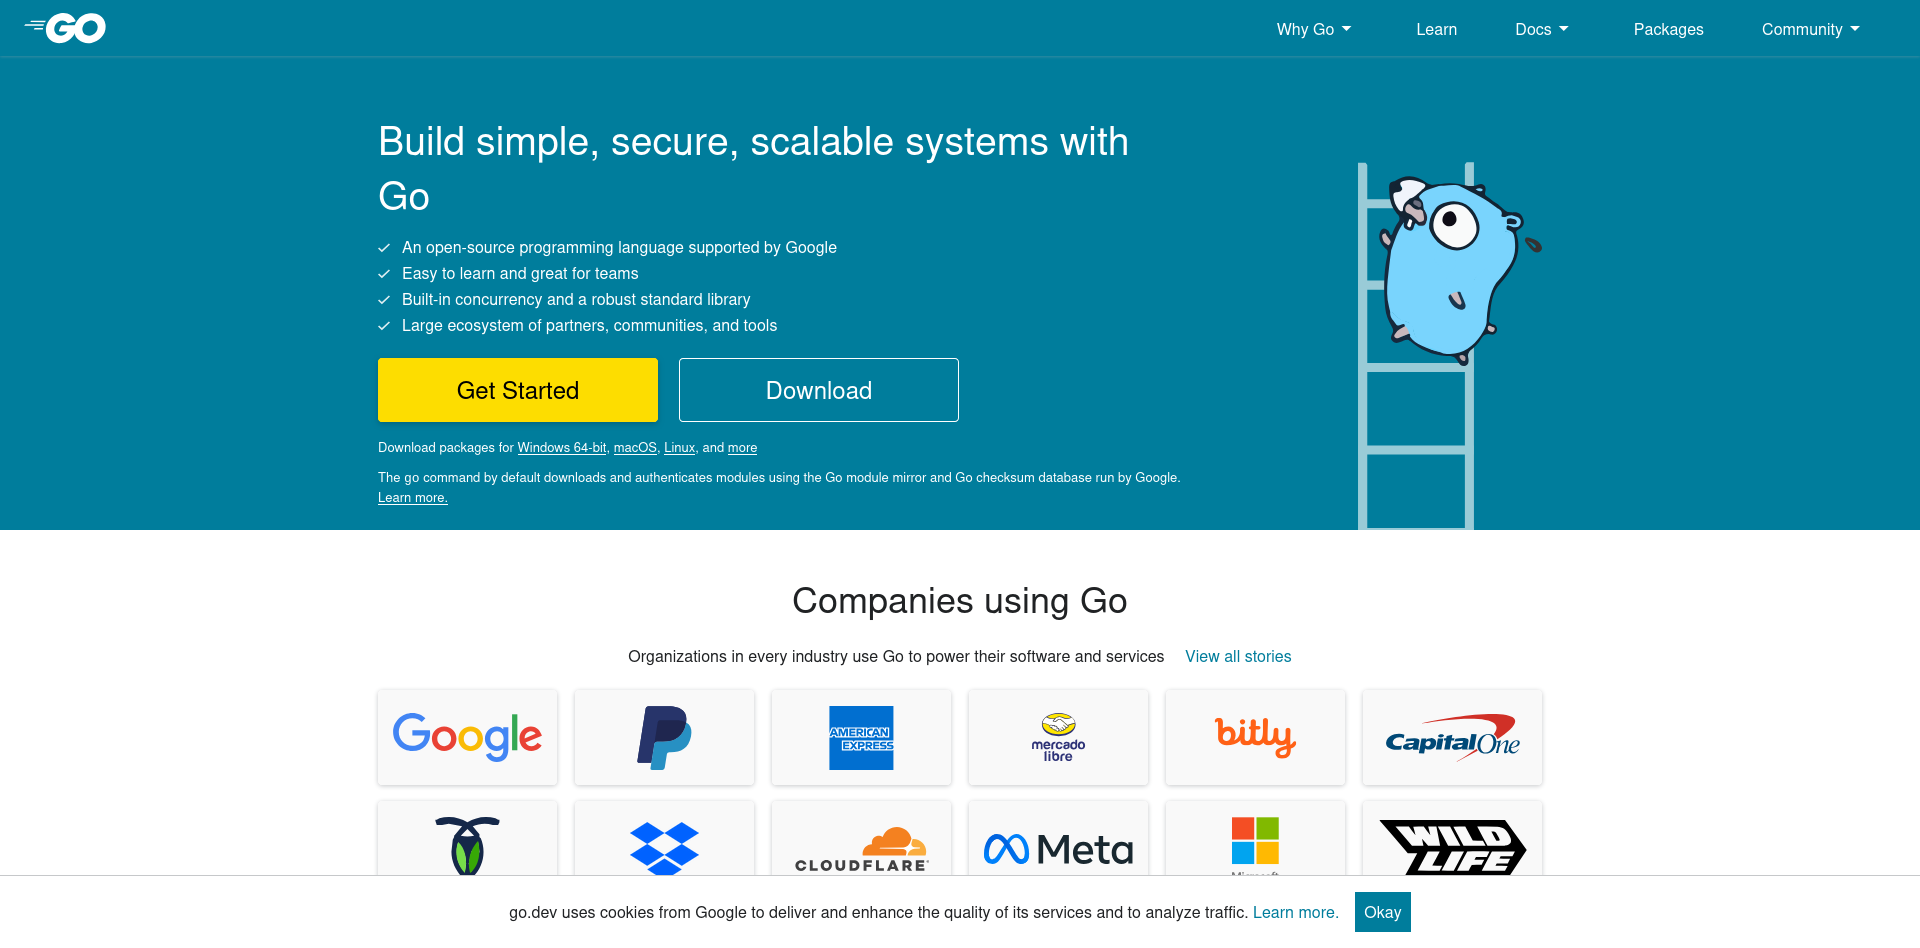 GO
Why Go
Learn
Docs
Packages
Community
Build simple, secure, scalable systems with
Go
An open-source programming language supported by Google
Easy to learn and great for teams
Built-in concurrency and a robust standard library
Large ecosystem of partners, communities, and tools
Get Started
Download
Download packages for Windows 64-bit, macOS, Linux, and more
The go command by default downloads and authenticates modules using the Go module mirror and Go checksum database run by Google.
Learn more.
Companies using Go
Organizations in every industry use Go to power their software and services
View all stories
Google
AMERICAN
EXPRESS
mercado
libre
bitly
Capital One
CLOUDFLARE
Meta
Microsoft
WILD
LIFE
go.dev uses cookies from Google to deliver and enhance the quality of its services and to analyze traffic. Learn more.
Okay